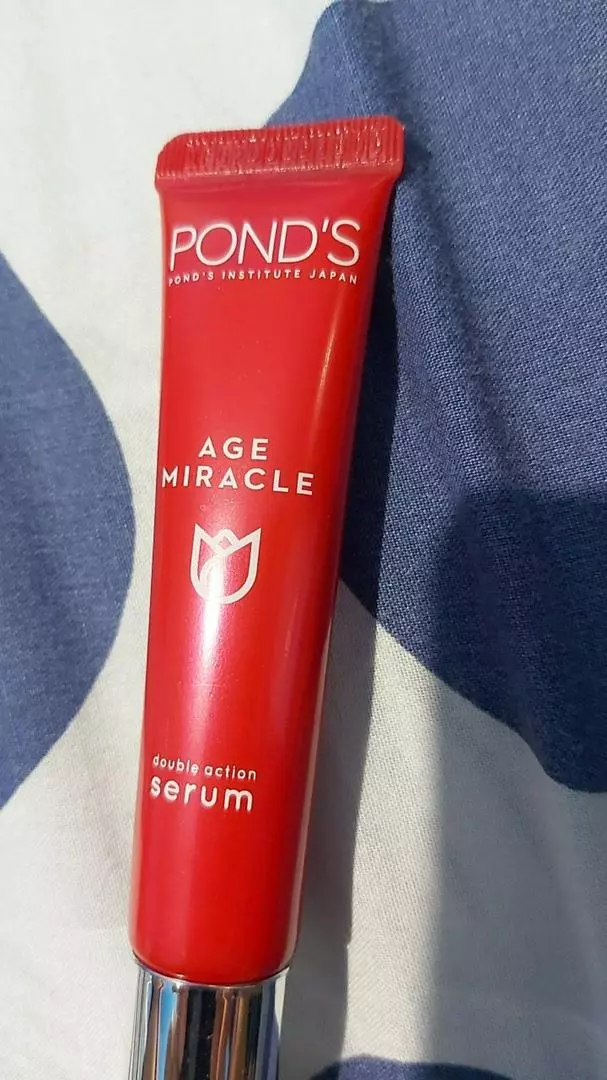 POND'S
POND'S INSTITUTE JAPAN
AGE
MIRACLE
double action
serum